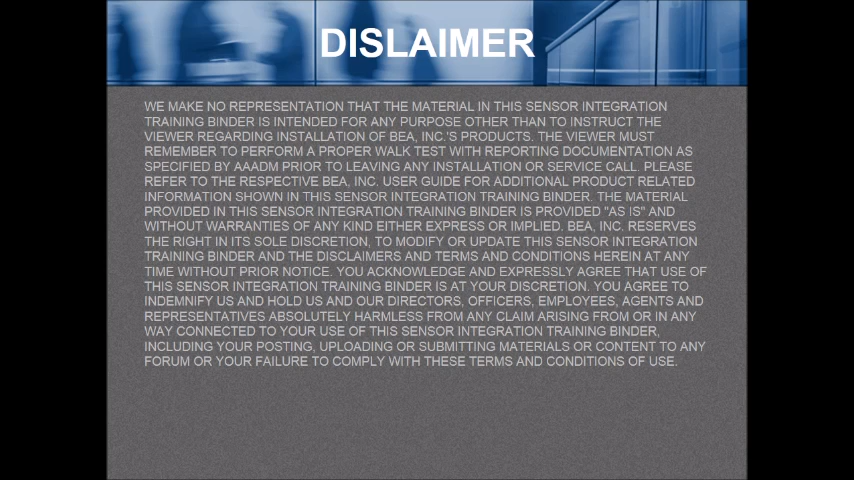 DISLAIMER
WE MAKE NO REPRESENTATION THAT THE MATERIAL IN THIS SENSOR INTEGRATION
TRAINING BINDER IS INTENDED FOR ANY PURPOSE OTHER THAN TO INSTRUCT THE
VIEWER REGARDING INSTALLATION OF BEA, INC.'S PRODUCTS. THE VIEWER MUST
REMEMBER TO PERFORM A PROPER WALK TEST WITH REPORTING DOCUMENTATION AS
SPECIFIED BY AAADM PRIOR TO LEAVING ANY INSTALLATION OR SERVICE CALL. PLEASE
REFER TO THE RESPECTIVE BEA, INC. USER GUIDE FOR ADDITIONAL PRODUCT RELATED
INFORMATION SHOWN IN THIS SENSOR INTEGRATION TRAINING BINDER. THE MATERIAL
PROVIDED IN THIS SENSOR INTEGRATION TRAINING BINDER IS PROVIDED "AS IS" AND
WITHOUT WARRANTIES OF ANY KIND EITHER EXPRESS OR IMPLIED. BEA, INC. RESERVES
THE RIGHT IN ITS SOLE DISCRETION, TO MODIFY OR UPDATE THIS SENSOR INTEGRATION
TRAINING BINDER AND THE DISCLAIMERS AND TERMS AND CONDITIONS HEREIN AT ANY
TIME WITHOUT PRIOR NOTICE. YOU ACKNOWLEDGE AND EXPRESSLY AGREE THAT USE OF
THIS SENSOR INTEGRATION TRAINING BINDER IS AT YOUR DISCRETION. YOU AGREE TO
INDEMNIFY US AND HOLD US AND OUR DIRECTORS, OFFICERS, EMPLOYEES, AGENTS AND
REPRESENTATIVES ABSOLUTELY HARMLESS FROM ANY CLAIM ARISING FROM OR IN ANY
WAY CONNECTED TO YOUR USE OF THIS SENSOR INTEGRATION TRAINING BINDER,
INCLUDING YOUR POSTING, UPLOADING OR SUBMITTING MATERIALS OR CONTENT TO ANY
FORUM OR YOUR FAILURE TO COMPLY WITH THESE TERMS AND CONDITIONS OF USE.